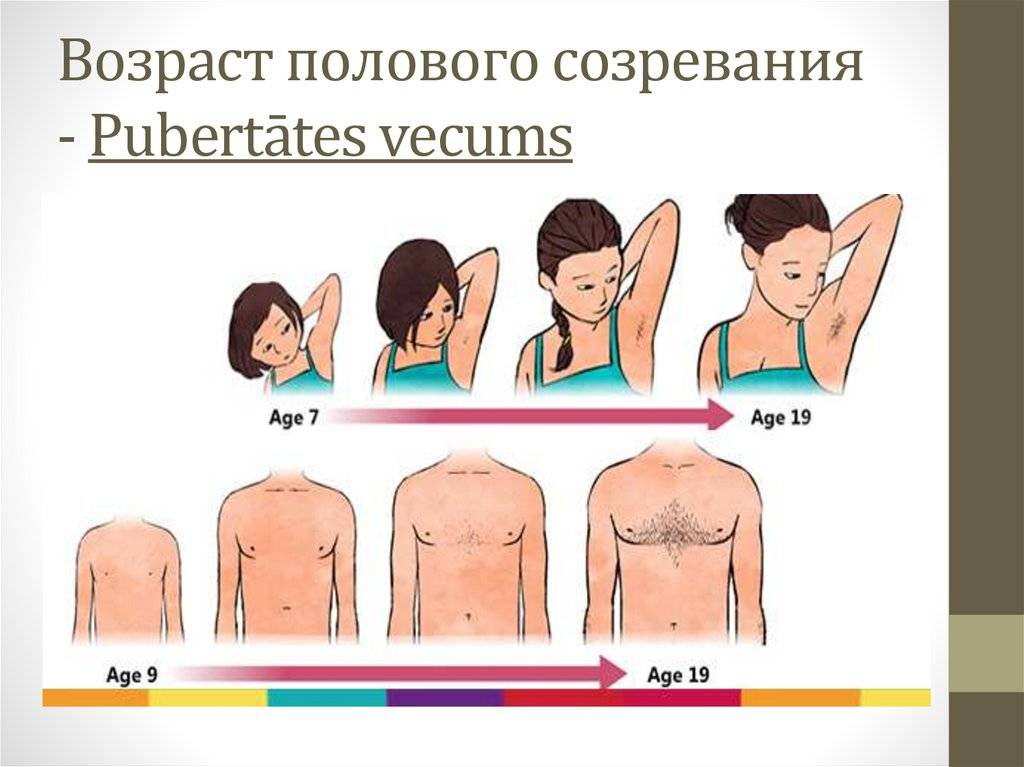 Возраст полового созревания
- Pubertātes vecums
Age 7
Age 19
Age 9
Age 19